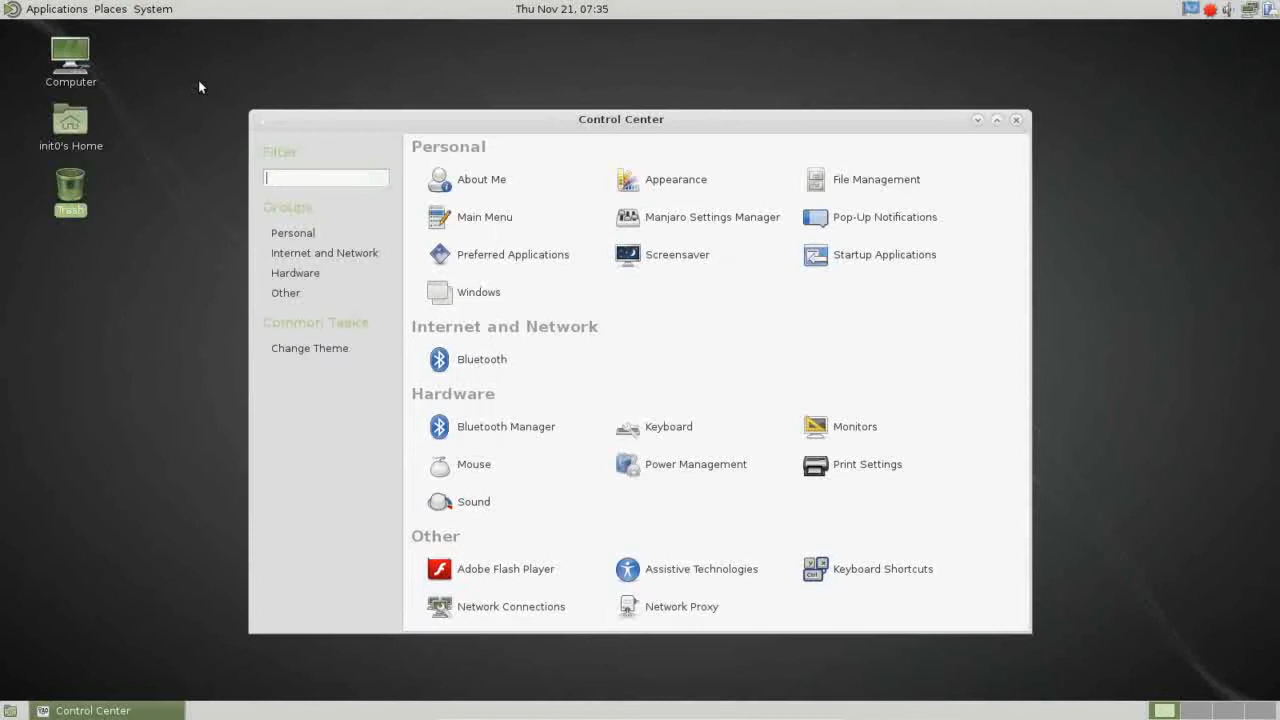 Applications Places System
Thu Nov 21, 07:35
Computer
init0's Home
Trash
Control Center
Filter
Groups
Personal
Internet and Network
Hardware
Other
Common Tasks
Change Theme
Personal
About Me Appearance File Management
Main Menu Manjaro Settings Manager Pop-Up Notifications
Preferred Applications Screensaver Startup Applications
Windows
Internet and Network
Bluetooth
Hardware
Bluetooth Manager Keyboard Monitors
Mouse Power Management Print Settings
Sound
Other
Adobe Flash Player Assistive Technologies Keyboard Shortcuts
Network Connections Network Proxy
Control Center